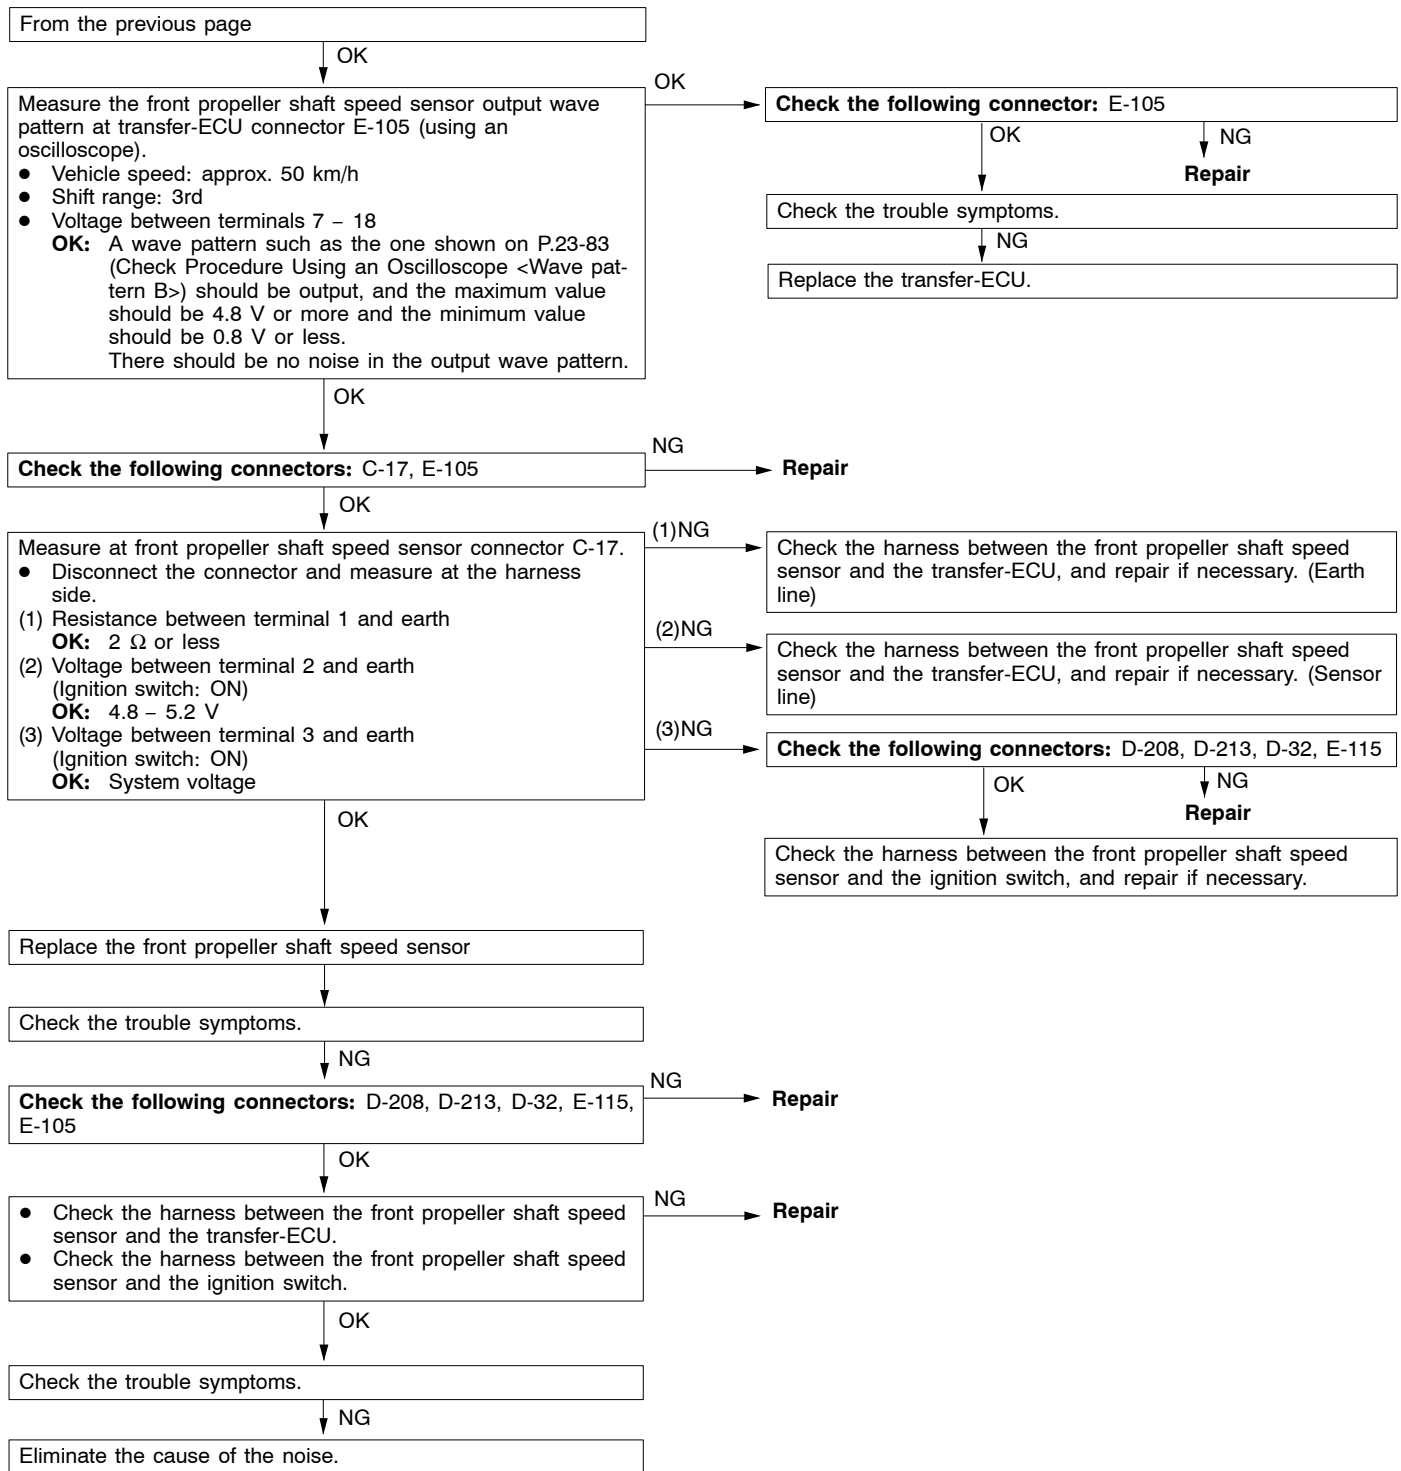 From the previous page
OK
Measure the front propeller shaft speed sensor output wave
pattern at transfer-ECU connector E-105 (using an
oscilloscope).
● Vehicle speed: approx. 50 km/h
● Shift range: 3rd
● Voltage between terminals 7 – 18
OK: A wave pattern such as the one shown on P.23-83
(Check Procedure Using an Oscilloscope <Wave pat-
tern B>) should be output, and the maximum value
should be 4.8 V or more and the minimum value
should be 0.8 V or less.
There should be no noise in the output wave pattern.
OK
Check the following connector: E-105
OK
NG
Repair
Check the trouble symptoms.
NG
Replace the transfer-ECU.
OK
Check the following connectors: C-17, E-105
NG
Repair
OK
Measure at front propeller shaft speed sensor connector C-17.
● Disconnect the connector and measure at the harness
side.
(1) Resistance between terminal 1 and earth
OK: 2 Ω or less
(2) Voltage between terminal 2 and earth
(Ignition switch: ON)
OK: 4.8 – 5.2 V
(3) Voltage between terminal 3 and earth
(Ignition switch: ON)
OK: System voltage
(1)NG
Check the harness between the front propeller shaft speed
sensor and the transfer-ECU, and repair if necessary. (Earth
line)
(2)NG
Check the harness between the front propeller shaft speed
sensor and the transfer-ECU, and repair if necessary. (Sensor
line)
(3)NG
Check the following connectors: D-208, D-213, D-32, E-115
OK
NG
Repair
Check the harness between the front propeller shaft speed
sensor and the ignition switch, and repair if necessary.
OK
Replace the front propeller shaft speed sensor
Check the trouble symptoms.
NG
Check the following connectors: D-208, D-213, D-32, E-115,
E-105
NG
Repair
OK
● Check the harness between the front propeller shaft speed
sensor and the transfer-ECU.
● Check the harness between the front propeller shaft speed
sensor and the ignition switch.
NG
Repair
OK
Check the trouble symptoms.
NG
Eliminate the cause of the noise.